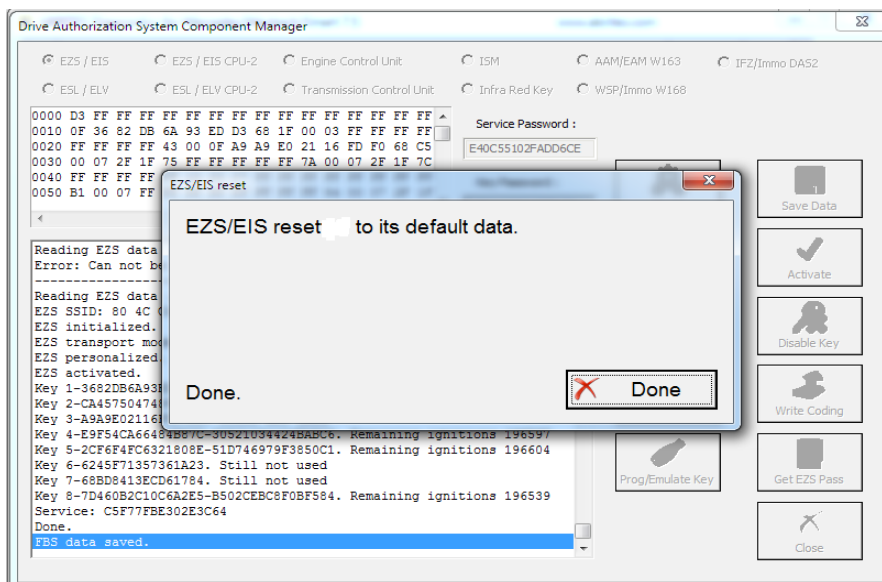 Drive Authorization System Component Manager
EZS / EIS
EZS / EIS CPU-2
Engine Control Unit
ISM
AAM/EAM W163
IFZ/Immo DAS2
ESL / ELV
ESL / ELV CPU-2
Transmission Control Unit
Infra Red Key
WSP/Immo W168
0000 D3 FF FF FF FF FF FF FF FF FF FF FF FF FF FF FF
0010 0F 36 82 DB 6A 93 ED D3 68 1F 00 03 FF FF FF FF
0020 FF FF FF FF 43 00 0F A9 A9 E0 21 16 FD F0 68 C5
0030 00 07 2F 1F 75 FF FF FF FF FF 7A 00 07 2F 1F 7C
0040 FF FF FF FF
0050 B1 00 07 FF
Service Password :
E40C55102FADD6CE
EZS/EIS reset
EZS/EIS reset to its default data.
Done.
Done
Reading EZS data
Error: Can not be
Reading EZS data
EZS SSID: 80 4C
EZS initialized.
EZS transport mod
EZS personalized.
EZS activated.
Key 1-3682DB6A93E
Key 2-CA45750474
Key 3-A9A9E02116
Key 4-E9F54CA66484B87C-30521034424BABC6. Remaining ignitions 196597
Key 5-2CF6F4FC6321808E-51D746979F3850C1. Remaining ignitions 196604
Key 6-6245F71357361A23. Still not used
Key 7-68BD8413ECD61784. Still not used
Key 8-7D460B2C10C6A2E5-B502CEBC8F0BF584. Remaining ignitions 196539
Service: C5F77FBE302E3C64
Done.
FBS data saved.
Save Data
Activate
Disable Key
Write Coding
Prog/Emulate Key
Get EZS Pass
Close